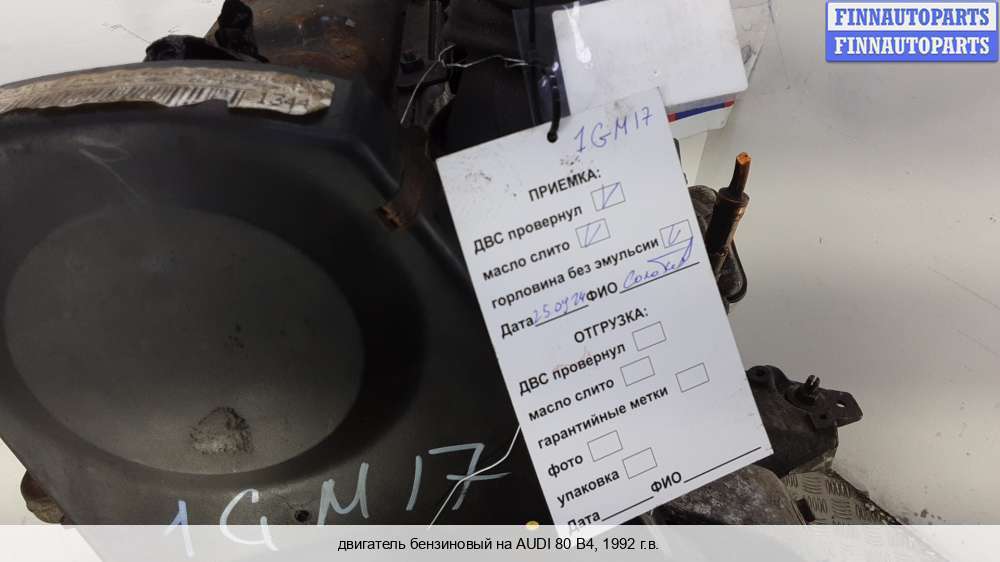 FINNAUTOPARTS
FINNAUTOPARTS
134
1GM17
ПРИЕМКА:
ДВС провернул
масло слито
горловина без эмульсии
Дата 25.09.24 ФИО
ОТГРУЗКА:
ДВС провернул
масло слито
гарантийные метки
фото
упаковка
Дата ФИО
1GM17
двигатель бензиновый на AUDI 80 B4, 1992 г.в.